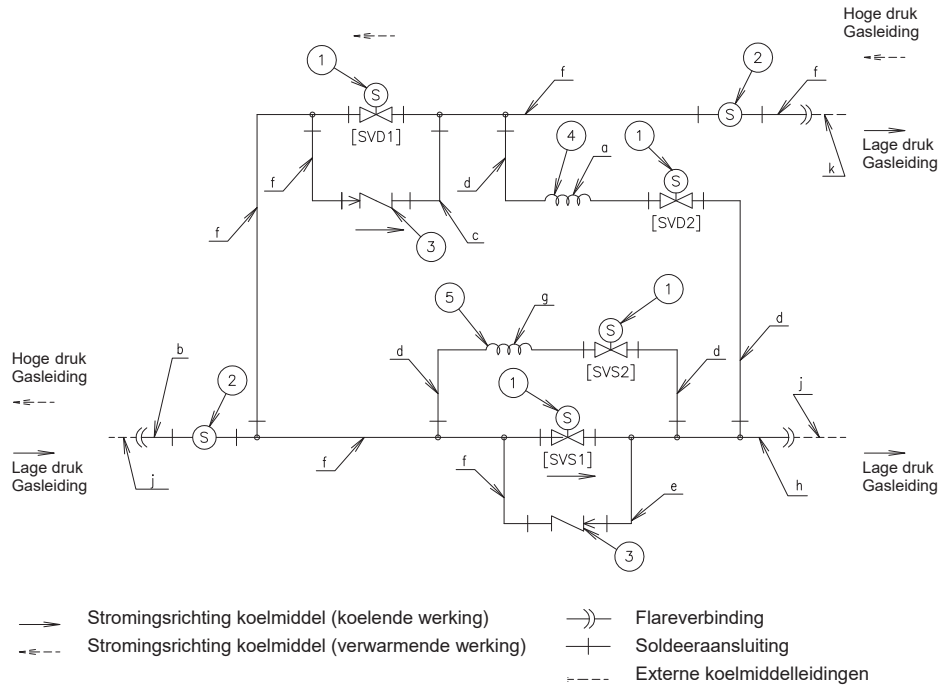 Hoge druk
Gasleiding
1
2
S
f
S
f
[SVD1]
Lage druk
Gasleiding
4
1
f
d
a
S
k
[SVD2]
f
3
c
5
g
1
S
d
d
d
[SVS2]
Hoge druk
Gasleiding
b
2
1
j
S
S
[SVS1]
f
f
e
h
j
Lage druk
Gasleiding
Lage druk
Gasleiding
3
Stromingsrichting koelmiddel (koelende werking)
Flareverbinding
Stromingsrichting koelmiddel (verwarmende werking)
Soldeeraansluiting
Externe koelmiddelleidingen